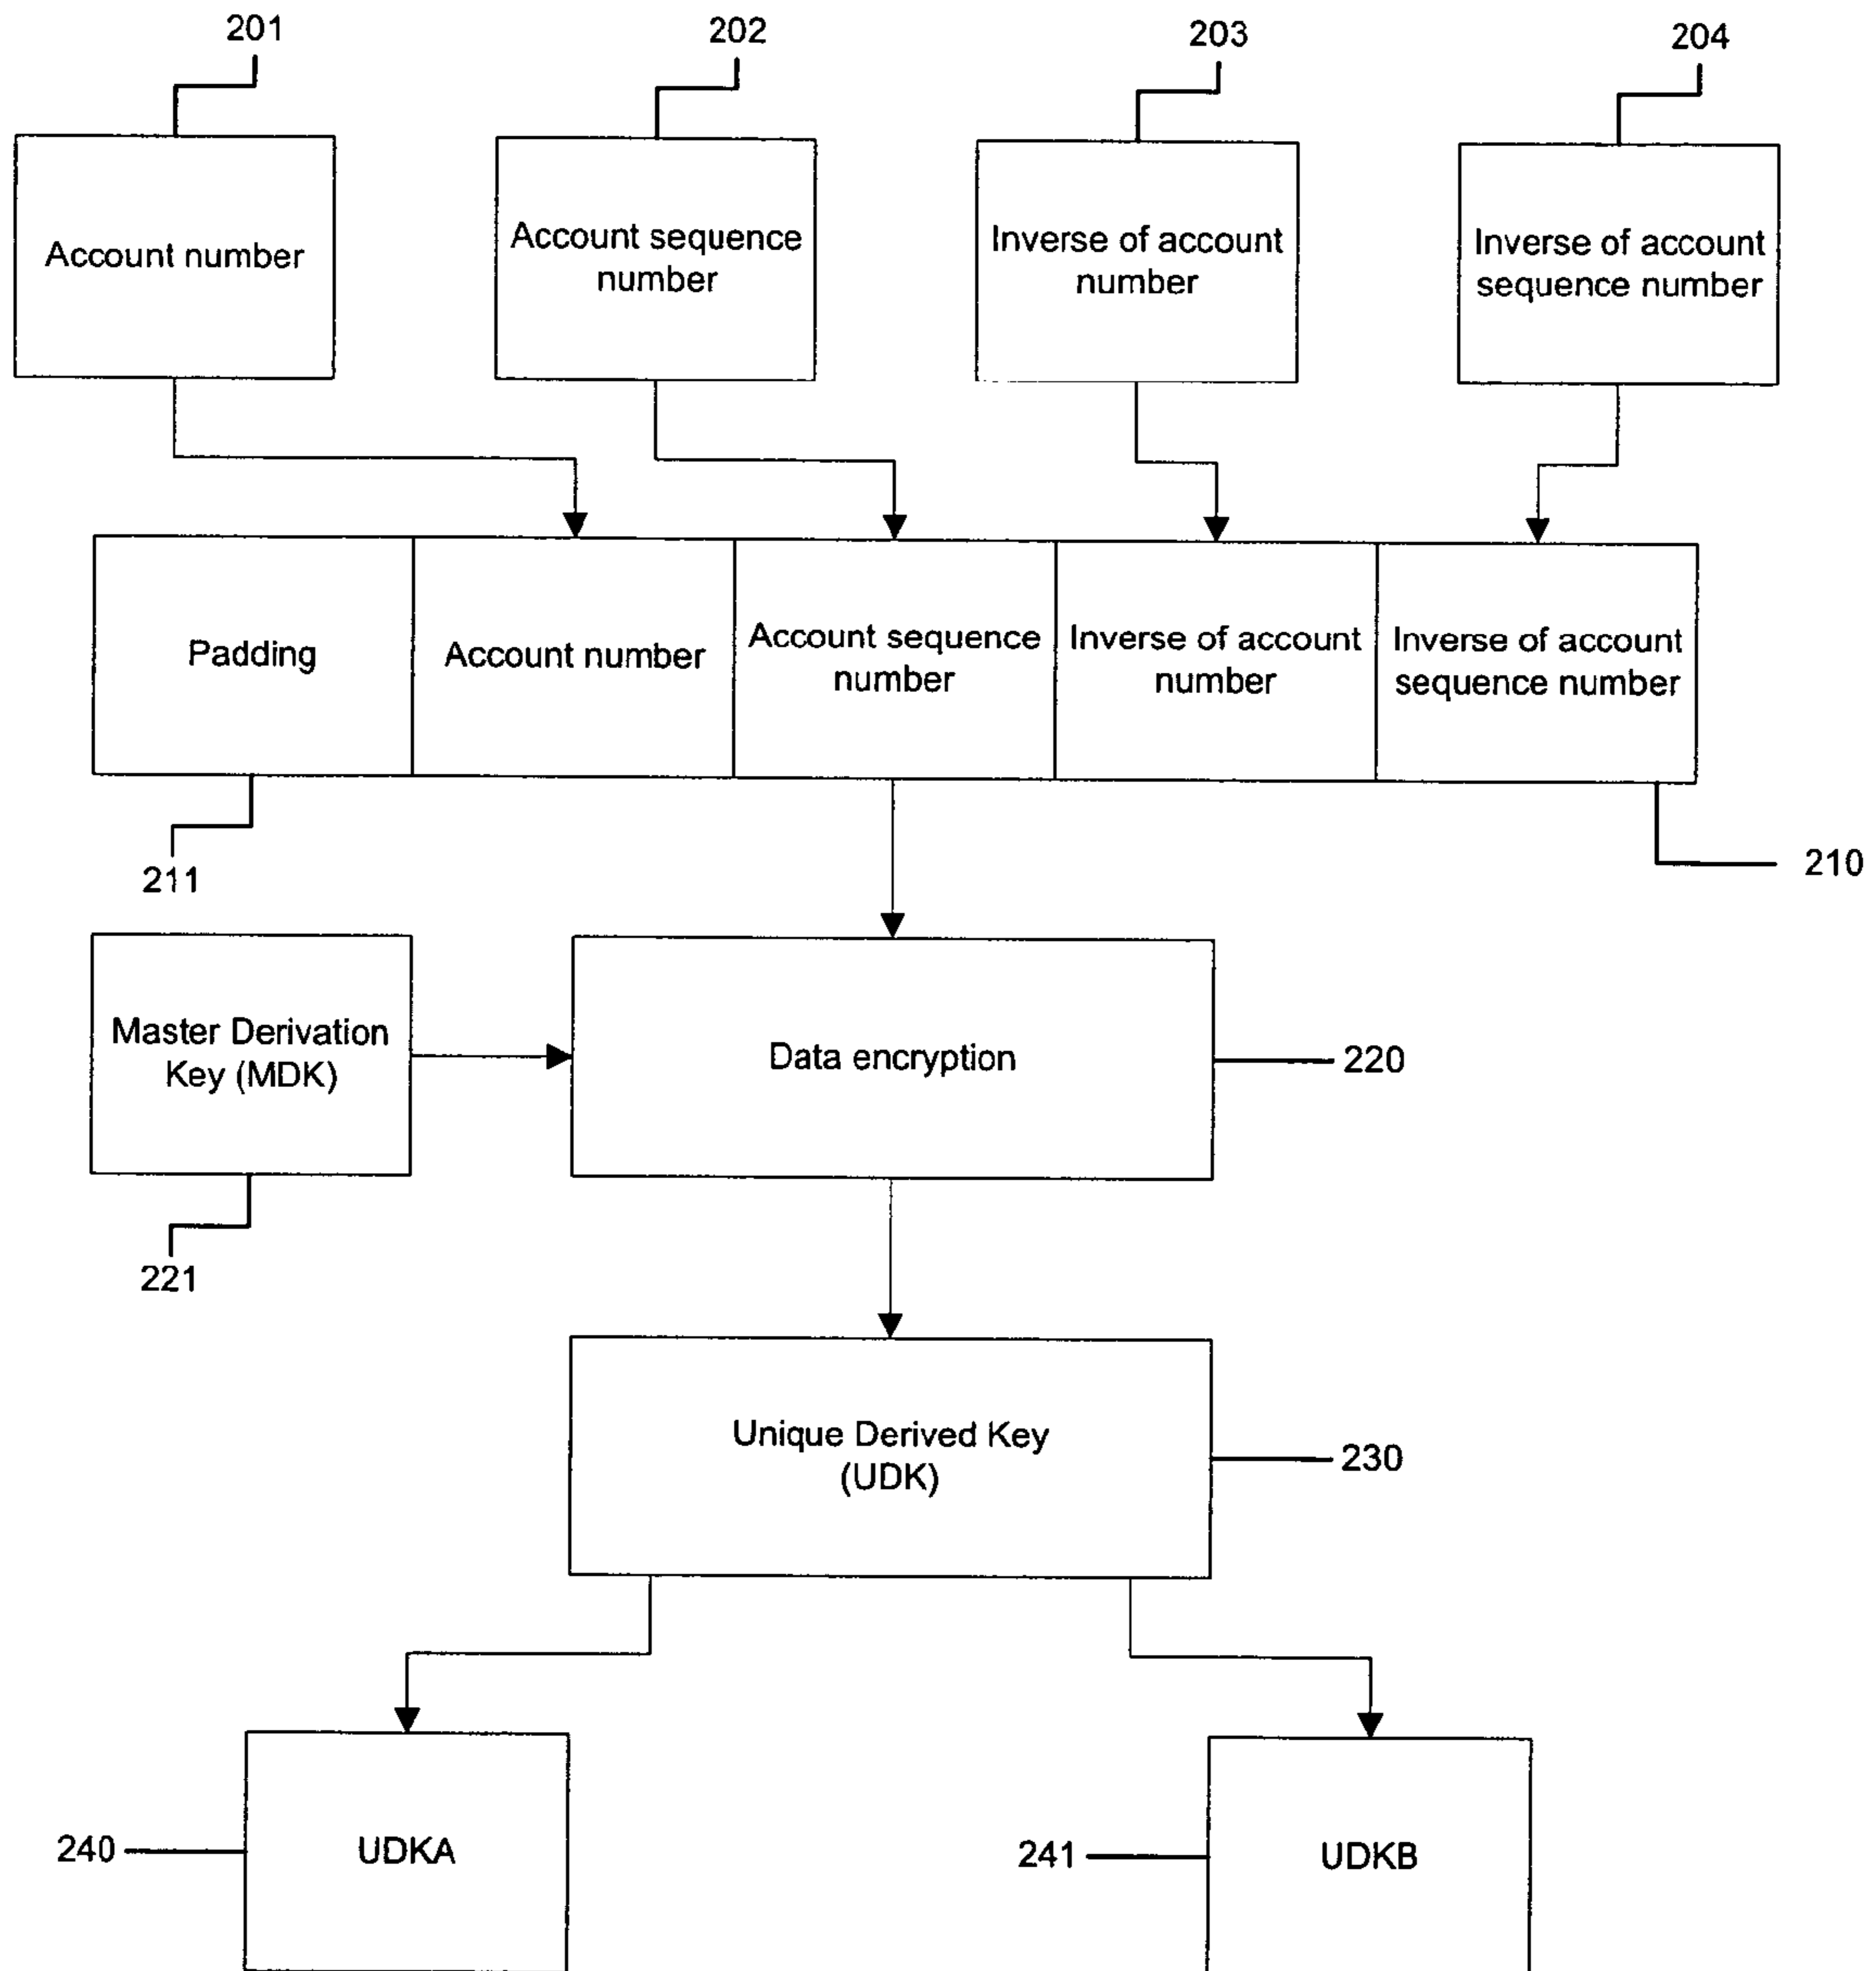 201
202
203
204
Account number
Account sequence
number
Inverse of account
number
Inverse of account
sequence number
Padding
Account number
Account sequence
number
Inverse of account
number
Inverse of account
sequence number
211
210
Master Derivation
Key (MDK)
Data encryption
220
221
Unique Derived Key
(UDK)
230
240
UDKA
241
UDKB